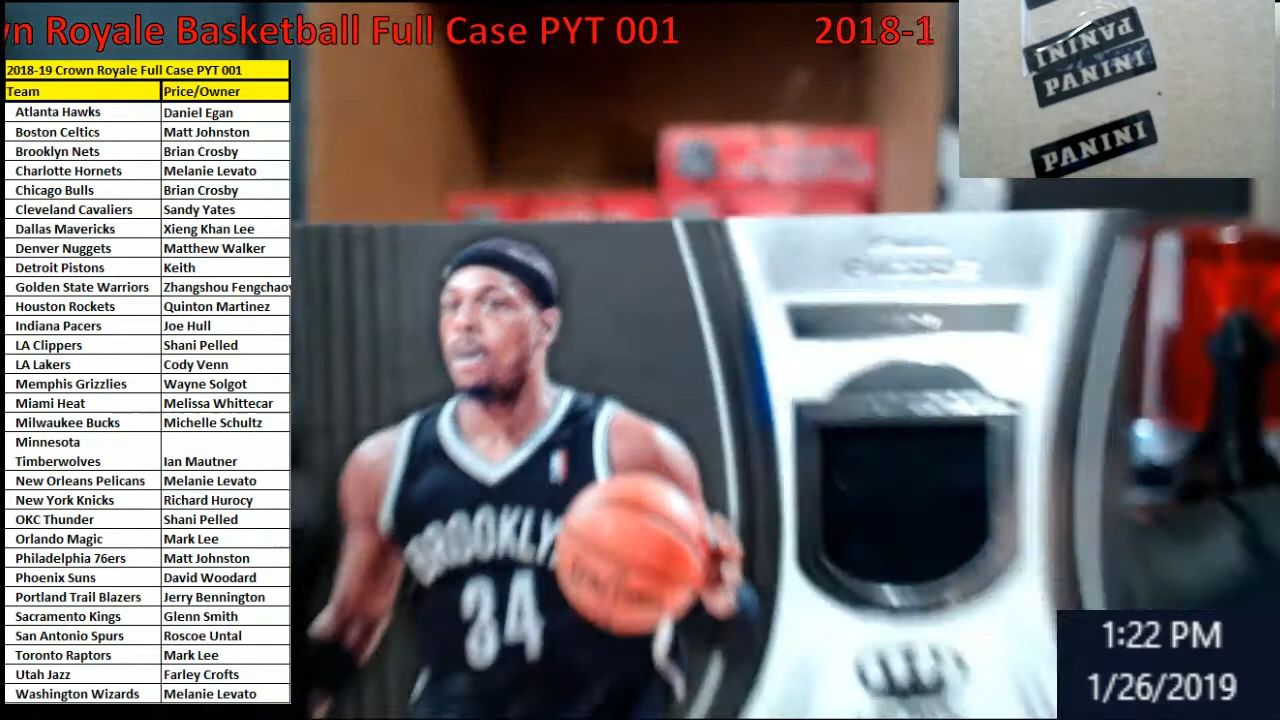 wn Royale Basketball Full Case PYT 001 2018-1
2018-19 Crown Royale Full Case PYT 001
Team Price/Owner
Atlanta Hawks Daniel Egan
Boston Celtics Matt Johnston
Brooklyn Nets Brian Crosby
Charlotte Hornets Melanie Levato
Chicago Bulls Brian Crosby
Cleveland Cavaliers Sandy Yates
Dallas Mavericks Xieng Khan Lee
Denver Nuggets Matthew Walker
Detroit Pistons Keith
Golden State Warriors Zhangshou Fengchaov
Houston Rockets Quinton Martinez
Indiana Pacers Joe Hull
LA Clippers Shani Pelled
LA Lakers Cody Venn
Memphis Grizzlies Wayne Solgot
Miami Heat Melissa Whittecar
Milwaukee Bucks Michelle Schultz
Minnesota
Timberwolves Ian Mautner
New Orleans Pelicans Melanie Levato
New York Knicks Richard Hurocy
OKC Thunder Shani Pelled
Orlando Magic Mark Lee
Philadelphia 76ers Matt Johnston
Phoenix Suns David Woodard
Portland Trail Blazers Jerry Bennington
Sacramento Kings Glenn Smith
San Antonio Spurs Roscoe Untal
Toronto Raptors Mark Lee
Utah Jazz Farley Crofts
Washington Wizards Melanie Levato
PANINI
PANINI
PANINI
BROOKLYN
34
1:22 PM
1/26/2019